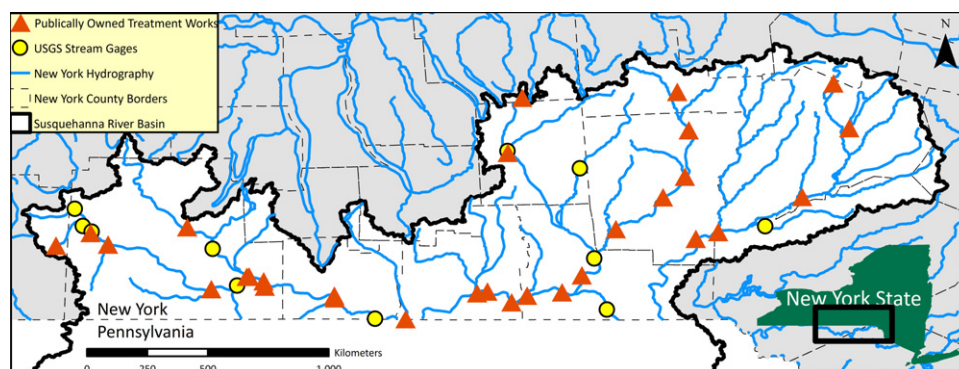 Publically Owned Treatment Works
USGS Stream Gages
New York Hydrography
New York County Borders
Susquehanna River Basin
N
New York
Pennsylvania
Kilometers
0 250 500 1,000
New York State